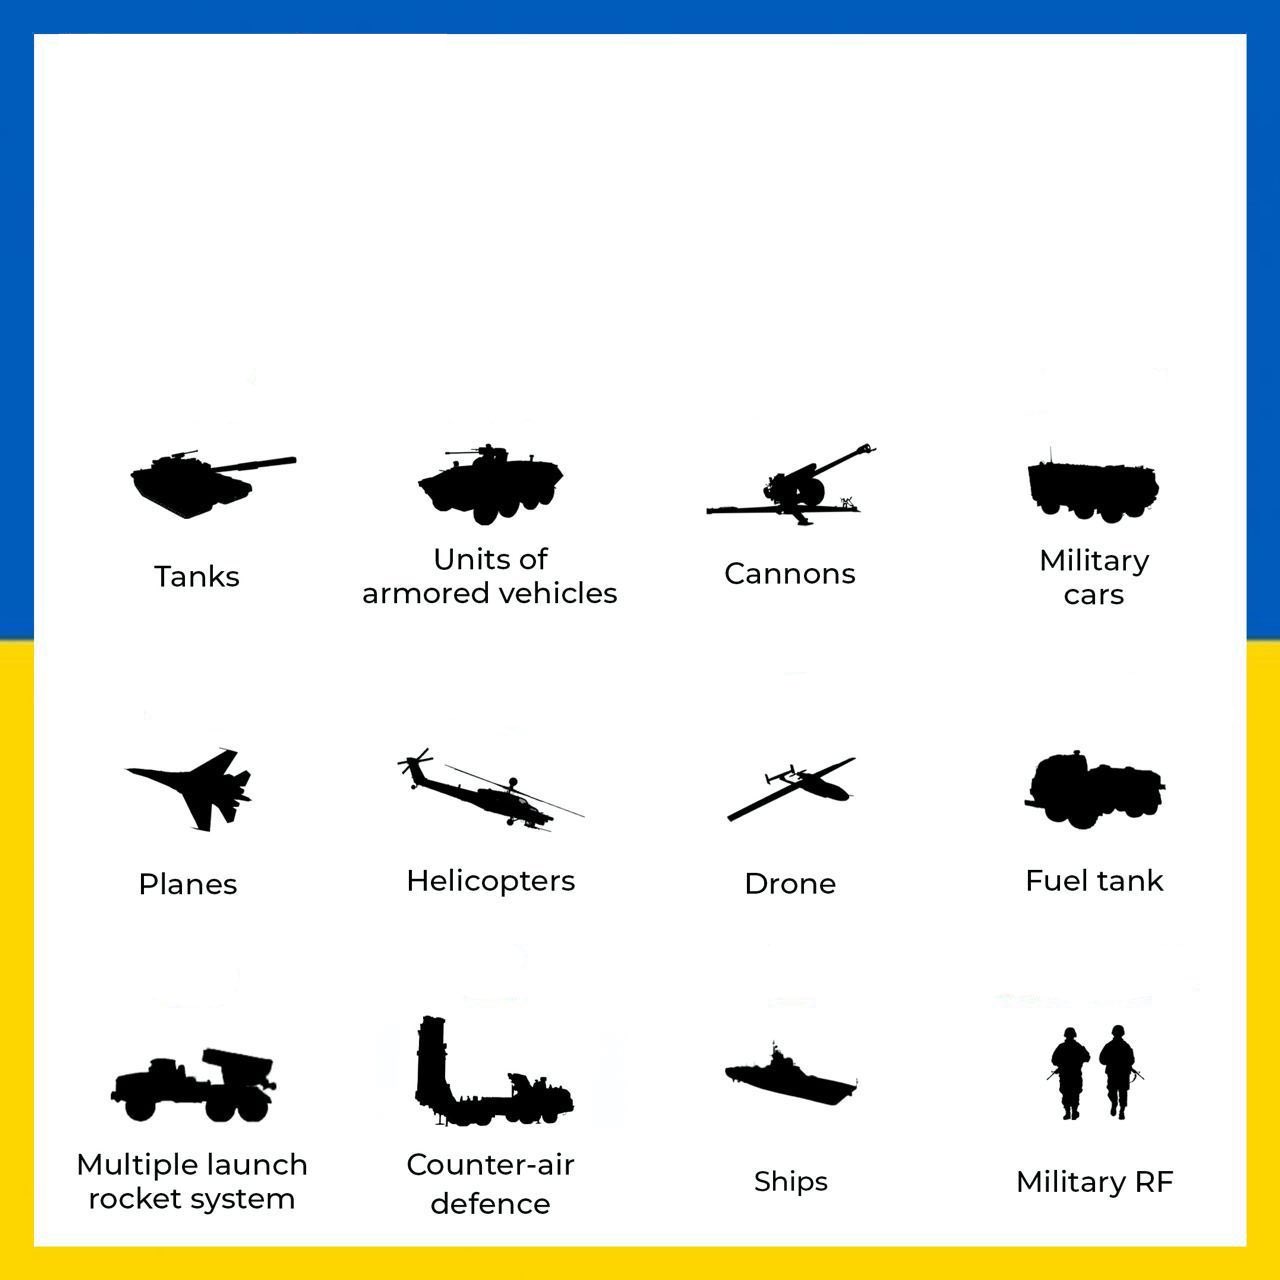 Tanks
Units of
armored vehicles
Cannons
Military
cars
Planes
Helicopters
Drone
Fuel tank
Multiple launch
rocket system
Counter-air
defence
Ships
Military RF